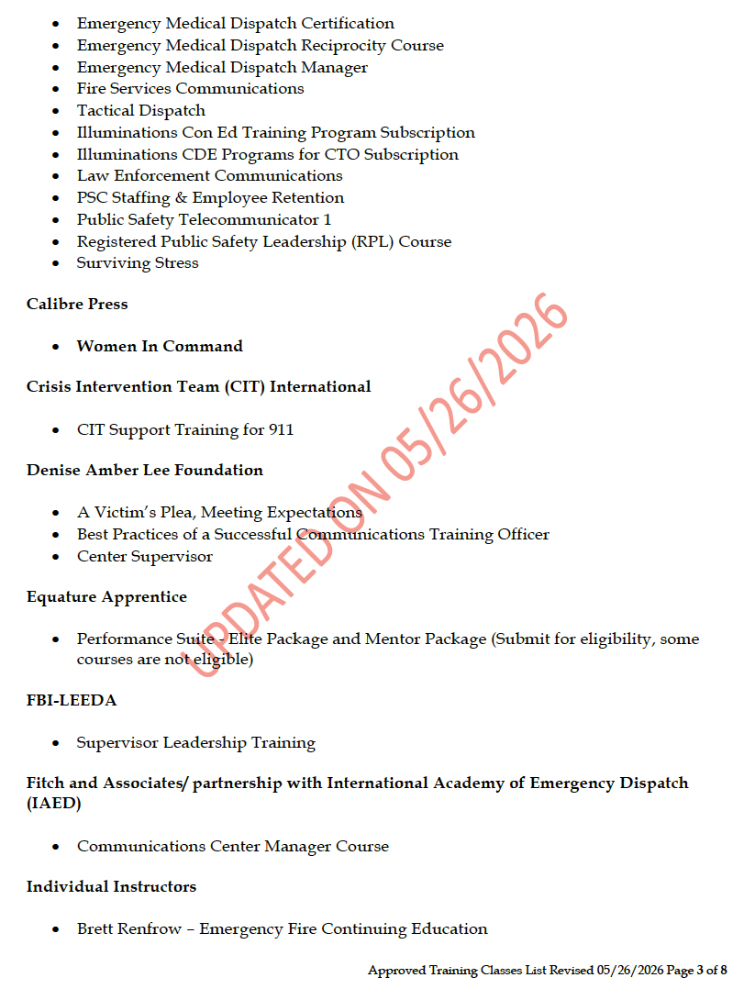 • Emergency Medical Dispatch Certification
• Emergency Medical Dispatch Reciprocity Course
• Emergency Medical Dispatch Manager
• Fire Services Communications
• Tactical Dispatch
• Illuminations Con Ed Training Program Subscription
• Illuminations CDE Programs for CTO Subscription
• Law Enforcement Communications
• PSC Staffing & Employee Retention
• Public Safety Telecommunicator 1
• Registered Public Safety Leadership (RPL) Course
• Surviving Stress
Calibre Press
• Women In Command
Crisis Intervention Team (CIT) International
• CIT Support Training for 911
Denise Amber Lee Foundation
• A Victim’s Plea, Meeting Expectations
• Best Practices of a Successful Communications Training Officer
• Center Supervisor
Equature Apprentice
• Performance Suite - Elite Package and Mentor Package (Submit for eligibility, some
courses are not eligible)
FBI-LEEDA
• Supervisor Leadership Training
Fitch and Associates/ partnership with International Academy of Emergency Dispatch
(IAED)
• Communications Center Manager Course
Individual Instructors
• Brett Renfrow – Emergency Fire Continuing Education
Approved Training Classes List Revised 05/26/2026 Page 3 of 8
UPDATED ON 05/26/2026